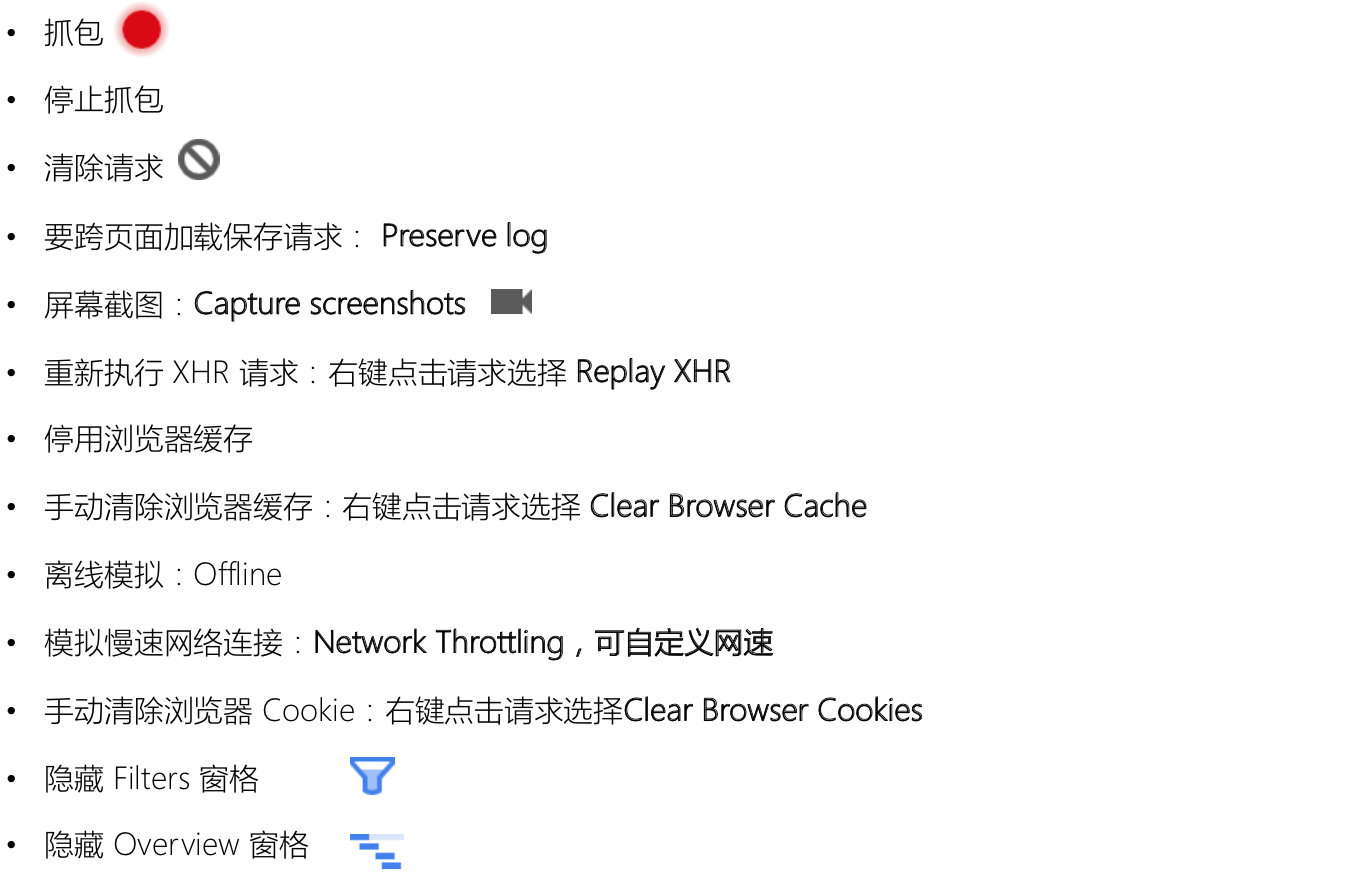 • 抓包
• 停止抓包
• 清除请求
• 要跨页面加载保存请求： Preserve log
• 屏幕截图：Capture screenshots
• 重新执行 XHR 请求：右键点击请求选择 Replay XHR
• 停用浏览器缓存
• 手动清除浏览器缓存：右键点击请求选择 Clear Browser Cache
• 离线模拟：Offline
• 模拟慢速网络连接：Network Throttling，可自定义网速
• 手动清除浏览器 Cookie：右键点击请求选择Clear Browser Cookies
• 隐藏 Filters 窗格
• 隐藏 Overview 窗格